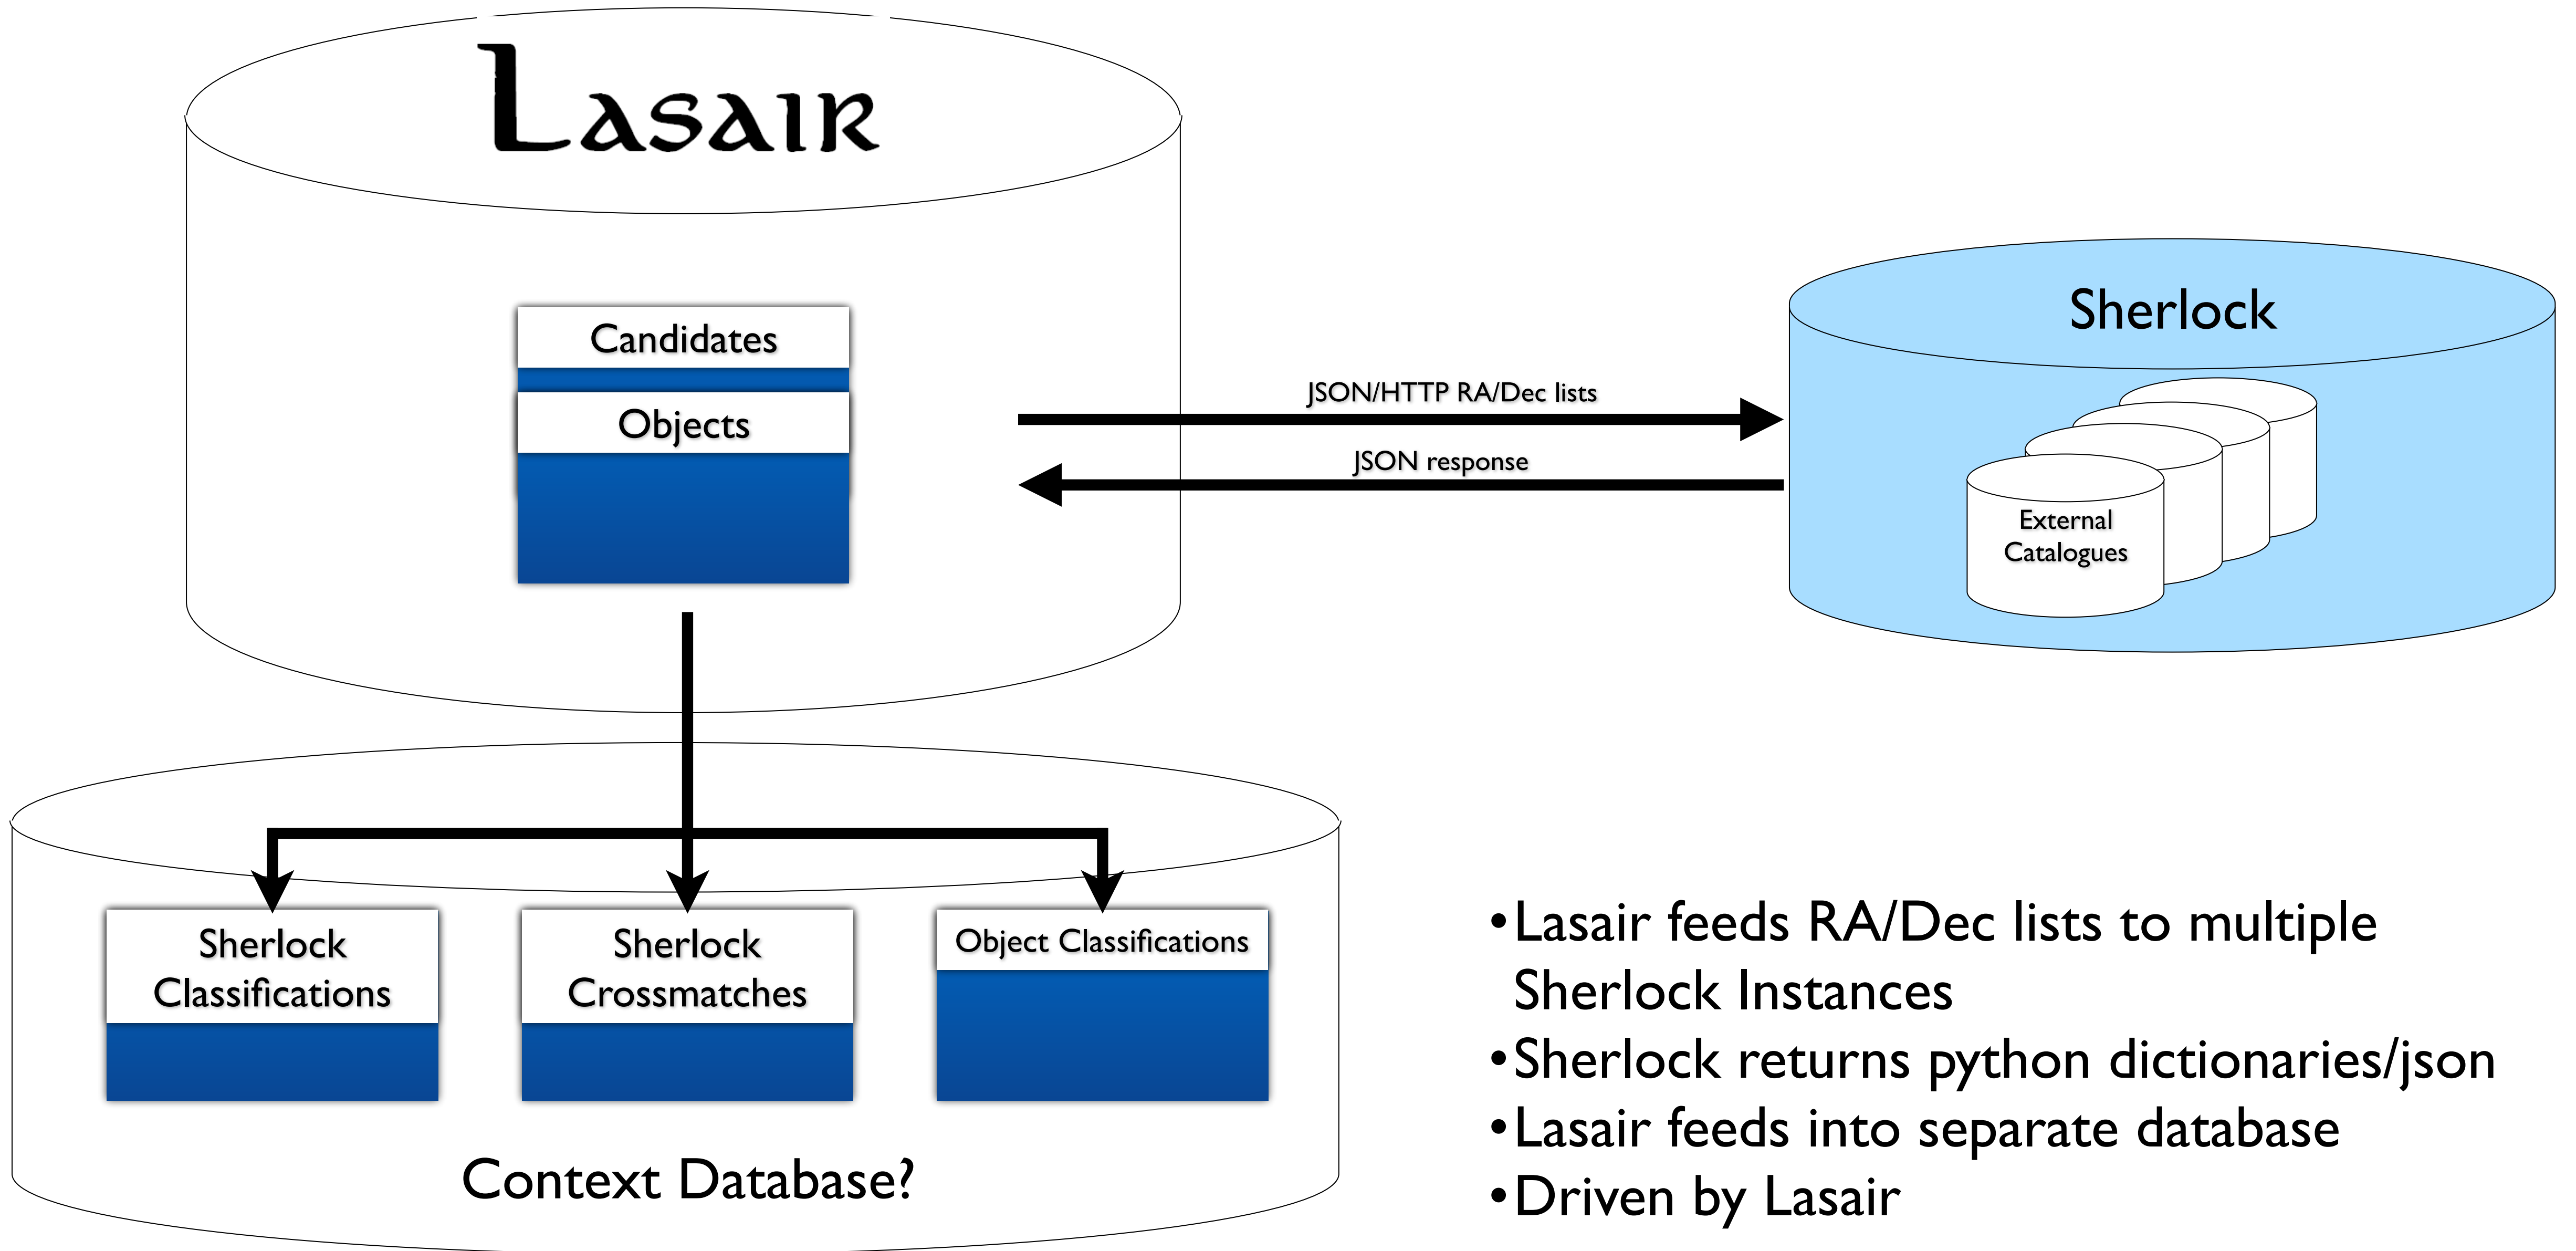 Lasair
Candidates
Objects
JSON/HTTP RA/Dec lists
JSON response
Sherlock
External
Catalogues
Sherlock
Classifications
Sherlock
Crossmatches
Object Classifications
Context Database?
•Lasair feeds RA/Dec lists to multiple
Sherlock Instances
•Sherlock returns python dictionaries/json
•Lasair feeds into separate database
•Driven by Lasair